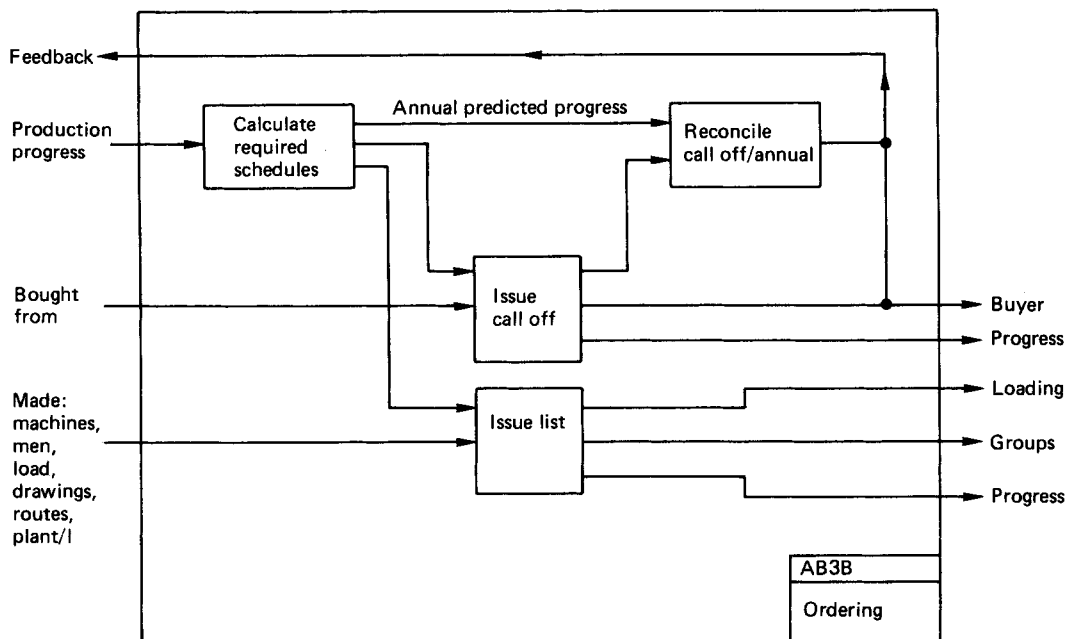 Feedback
Annual predicted progress
Production
progress
Calculate
required
schedules
Reconcile
call off/annual
Bought
from
Issue
call off
Buyer
Progress
Made:
machines,
men,
load,
drawings,
routes,
plant/l
Issue list
Loading
Groups
Progress
AB3B
Ordering